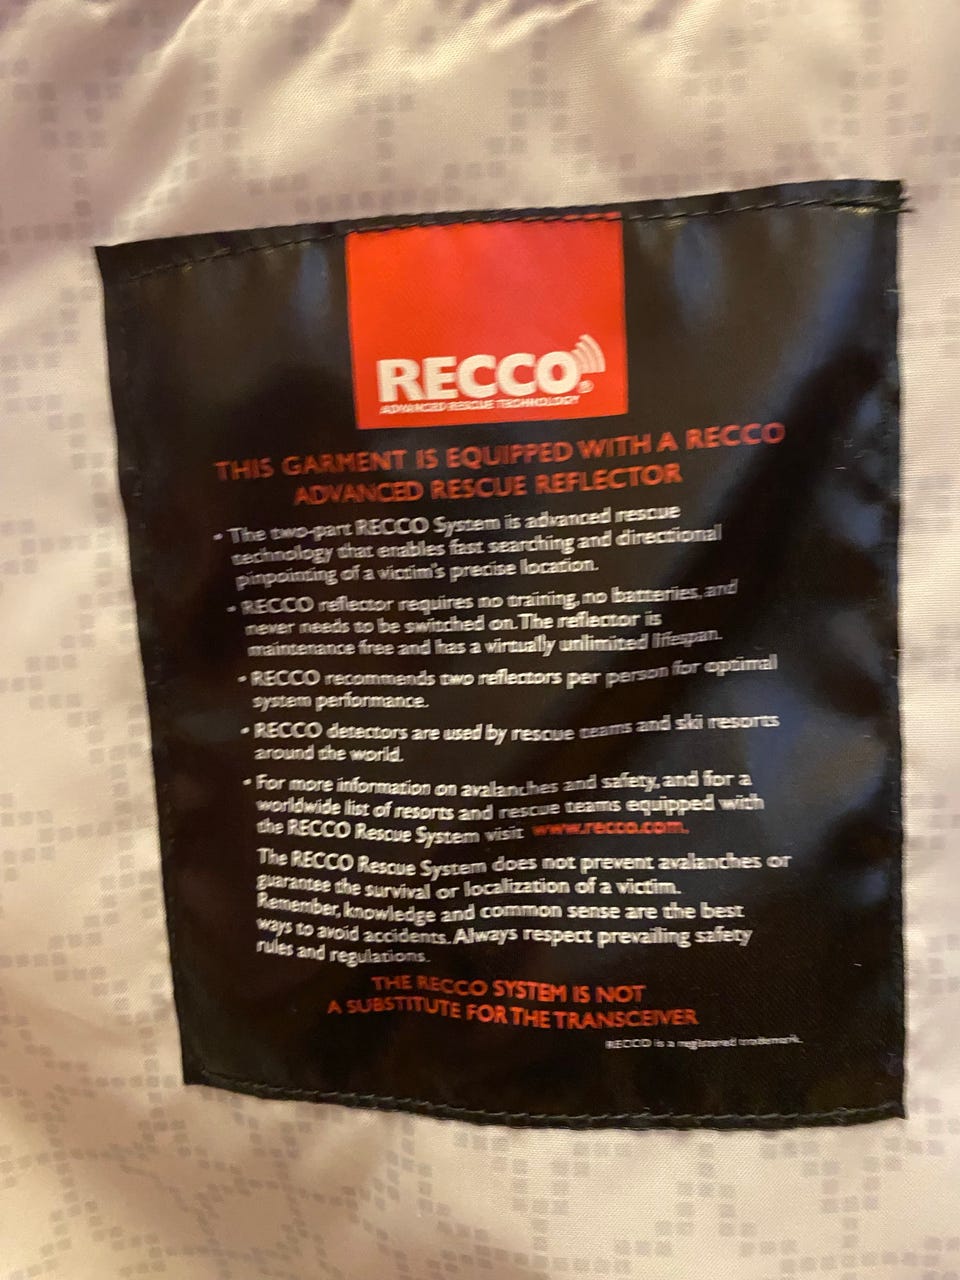 RECCO®
ADVANCED RESCUE TECHNOLOGY
THIS GARMENT IS EQUIPPED WITH A RECCO
ADVANCED RESCUE REFLECTOR
• The two-part RECCO System is advanced rescue
technology that enables fast searching and directional
pinpointing of a victim's precise location.
• RECCO reflector requires no training, no batteries, and
never needs to be switched on. The reflector is
maintenance free and has a virtually unlimited lifespan.
• RECCO recommends two reflectors per person for optimal
system performance.
• RECCO detectors are used by rescue teams and ski resorts
around the world.
• For more information on avalanches and safety, and for a
worldwide list of resorts and rescue teams equipped with
the RECCO Rescue System visit www.recco.com.
The RECCO Rescue System does not prevent avalanches or
guarantee the survival or localization of a victim.
Remember, knowledge and common sense are the best
ways to avoid accidents. Always respect prevailing safety
rules and regulations.
THE RECCO SYSTEM IS NOT
A SUBSTITUTE FOR THE TRANSCEIVER
RECCO is a registered trademark.